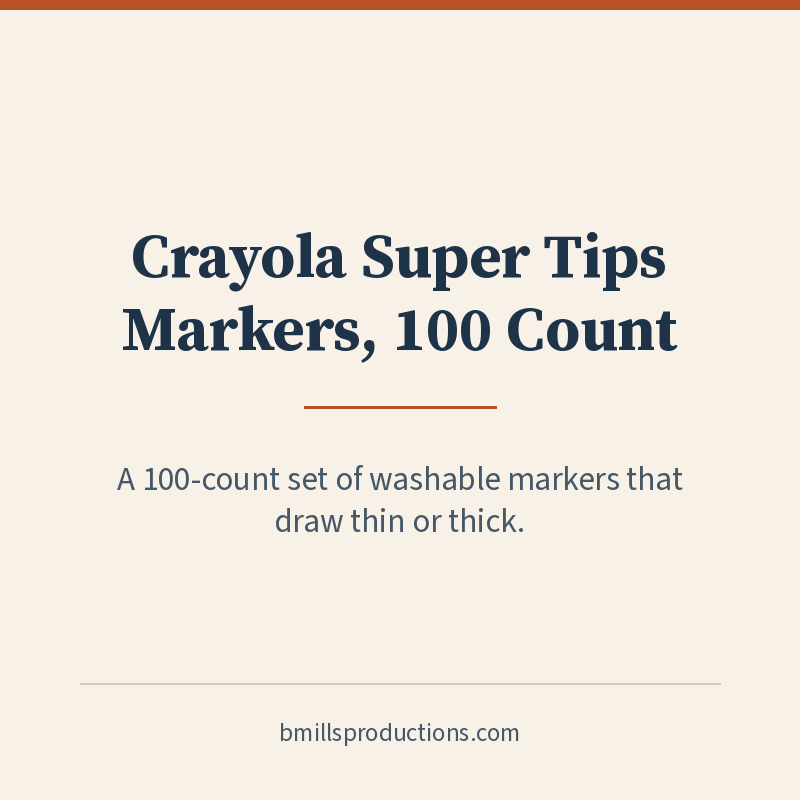 Crayola Super Tips
Markers, 100 Count
A 100-count set of washable markers that
draw thin or thick.
bmillsproductions.com